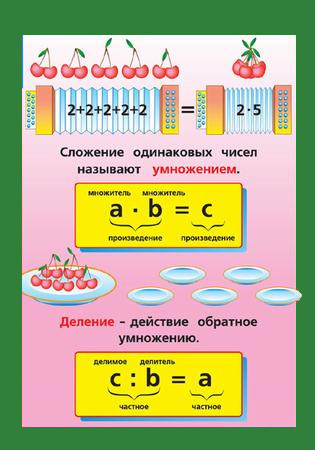 2+2+2+2+2 = 2·5
Сложение одинаковых чисел
называют умножением.
множитель множитель
a · b = c
произведение произведение
Деление – действие обратное
умножению.
делимое делитель
c : b = a
частное частное